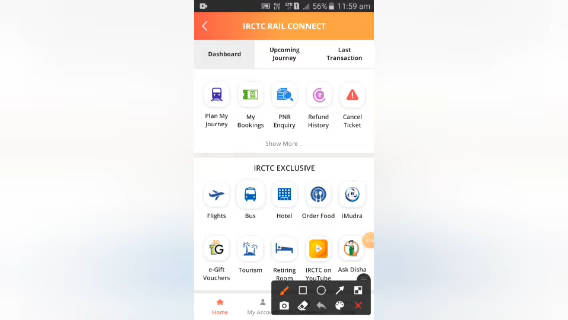 56% 11:59 am
IRCTC RAIL CONNECT
Dashboard
Upcoming
Journey
Last
Transaction
Plan My
Journey
My
Bookings
PNR
Enquiry
Refund
History
Cancel
Ticket
Show More
IRCTC EXCLUSIVE
Flights
Bus
Hotel
Order Food
iMudra
e-Gift
Vouchers
Tourism
Retiring
Room
IRCTC on
YouTube
Ask Disha
Home
My